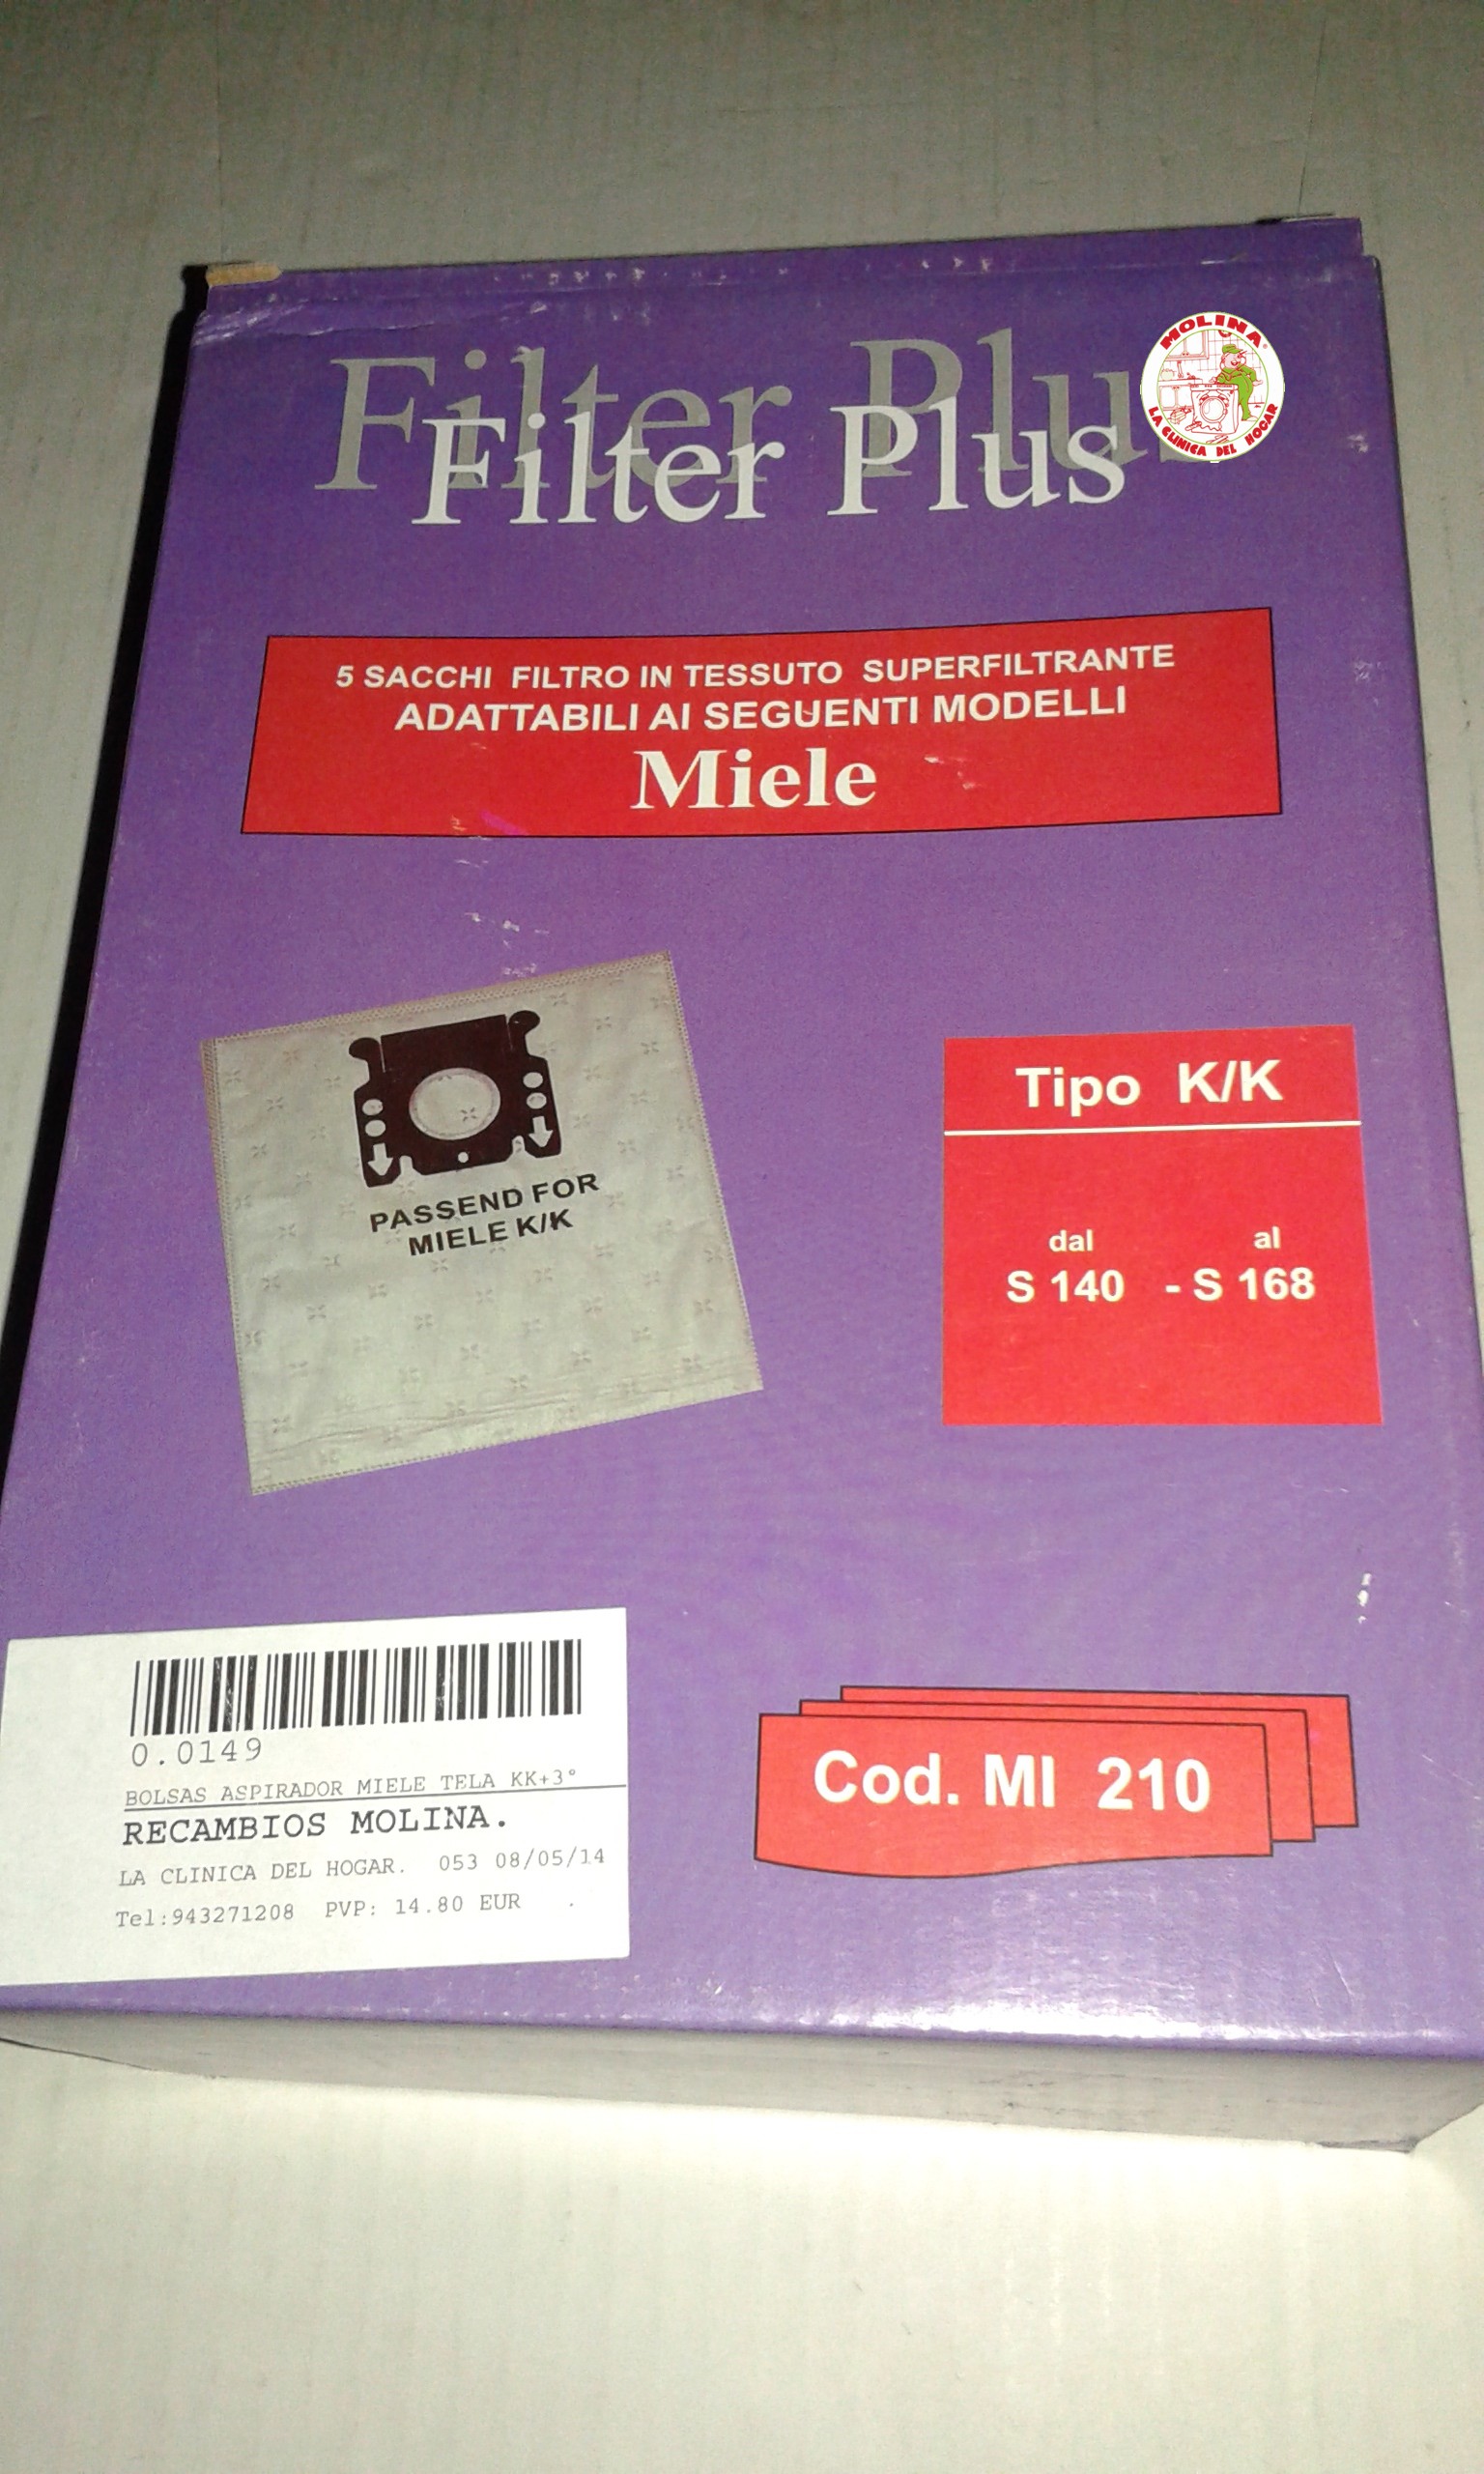 Filter Plus
Filter Plus
MOLINA
LA CLINICA DEL HOGAR
5 SACCHI FILTRO IN TESSUTO SUPERFILTRANTE
ADATTABILI AI SEGUENTI MODELLI
Miele
PASSEND FOR
MIELE K/K
Tipo K/K
dal al
S 140 - S 168
0.0149
BOLSAS ASPIRADOR MIELE TELA KK+3°
RECAMBIOS MOLINA.
LA CLINICA DEL HOGAR. 053 08/05/14
Tel:943271208 PVP: 14.80 EUR .
Cod. MI 210